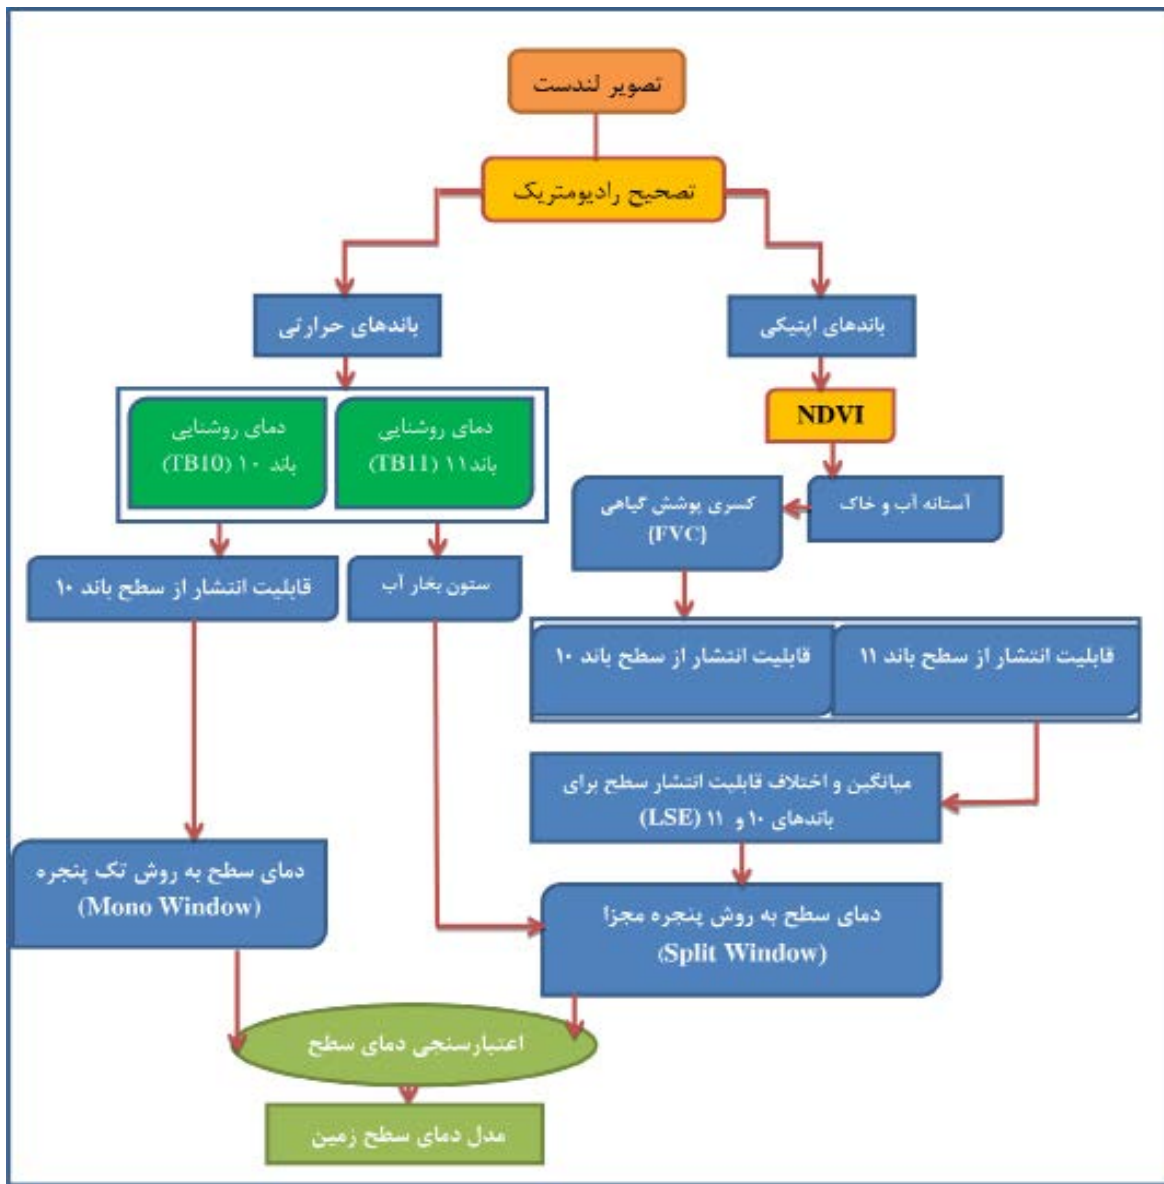 تصویر لندست
تصحیح رادیومتریک
باندهای اپتیکی
باندهای حرارتی
NDVI
دمای روشنایی
باند۱۱ (TB11)
دمای روشنایی
باند ۱۰ (TB10)
آستانه آب و خاک
کسری پوشش گیاهی
{FVC}
ستون بخار آب
قابلیت انتشار از سطح باند ۱۰
قابلیت انتشار از سطح باند ۱۱
قابلیت انتشار از سطح باند ۱۰
میانگین و اختلاف قابلیت انتشار سطح برای
باندهای ۱۰ و ۱۱ (LSE)
دمای سطح به روش تک پنجره
(Mono Window)
دمای سطح به روش پنجره مجزا
(Split Window)
اعتبارسنجی دمای سطح
مدل دمای سطح زمین